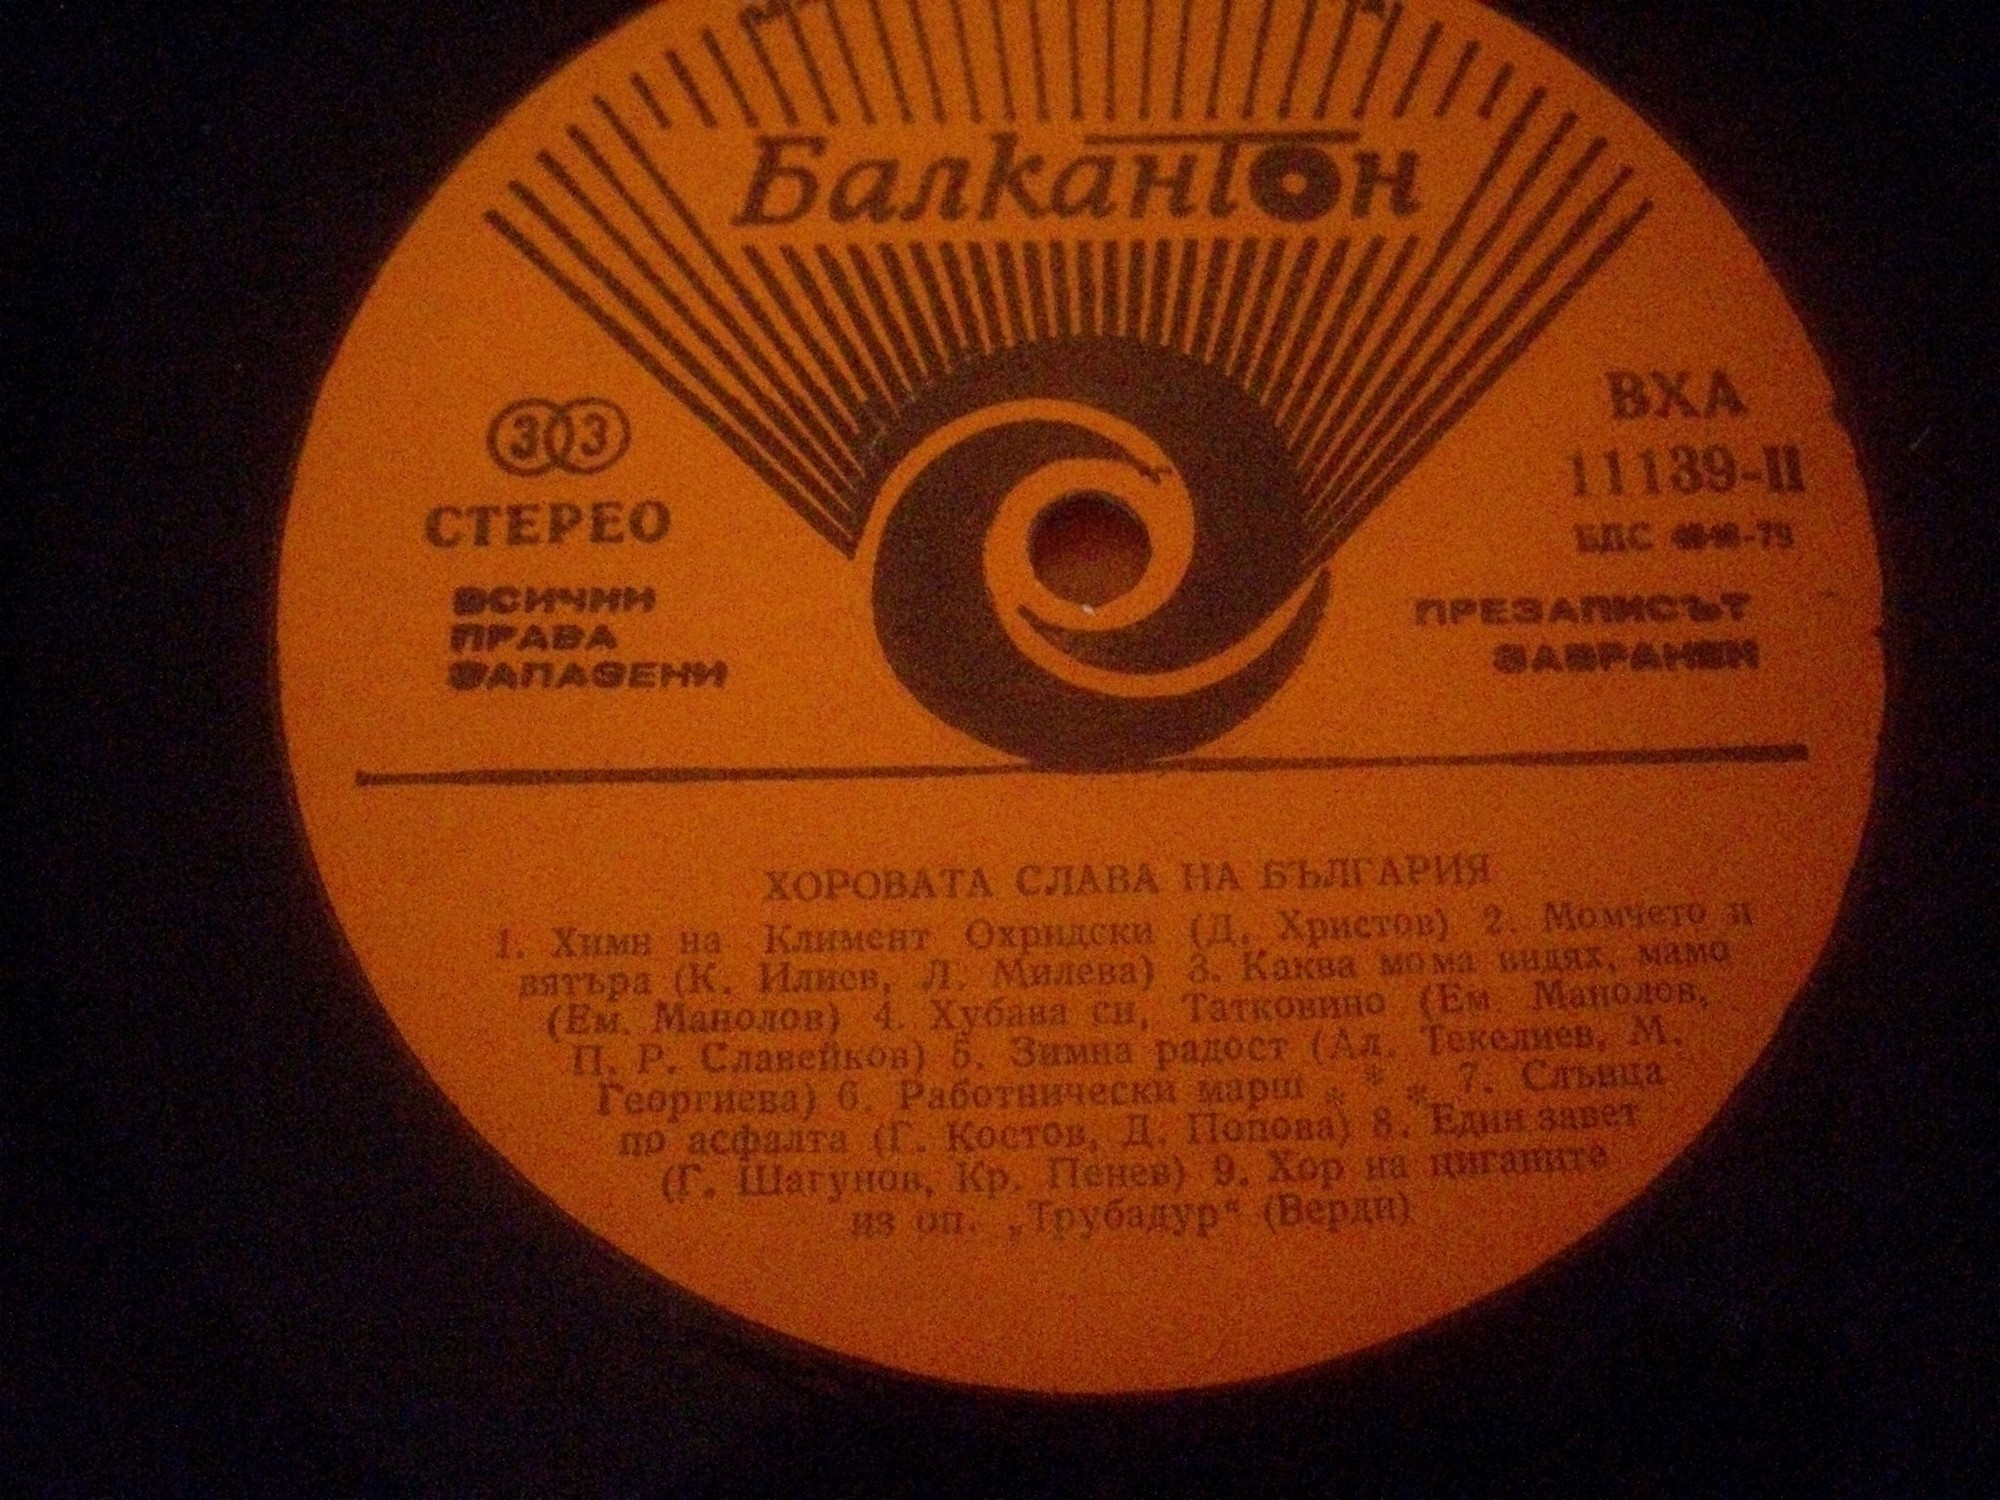 Балкантон
33
СТЕРЕО
ВСИЧКИ
ПРАВА
ЗАПАЗЕНИ
ВХА
11139-II
БДС
ПРЕЗАПИСЪТ
ЗАБРАНЕН
ХОРОВАТА СЛАВА НА БЪЛГАРИЯ
1. Химн на Климент Охридски (Д. Христов) 2. Момчето и
вятъра (К. Илиев, Л. Милева) 3. Каква мома видях, мамо
(Ем. Манолов) 4. Хубава си, Татковино (Ем Манолов,
П. Р. Славейков) 5. Зимна радост (Ал. Текелиев, М.
Георгиева) 6. Работнически марш * * * 7. Слънца
по асфалта (Г. Костов, Д. Попова) 8. Един завет
(Г. Шагунов, Кр. Пенев) 9. Хор на циганите
из оп. „Трубадур“ (Верди)